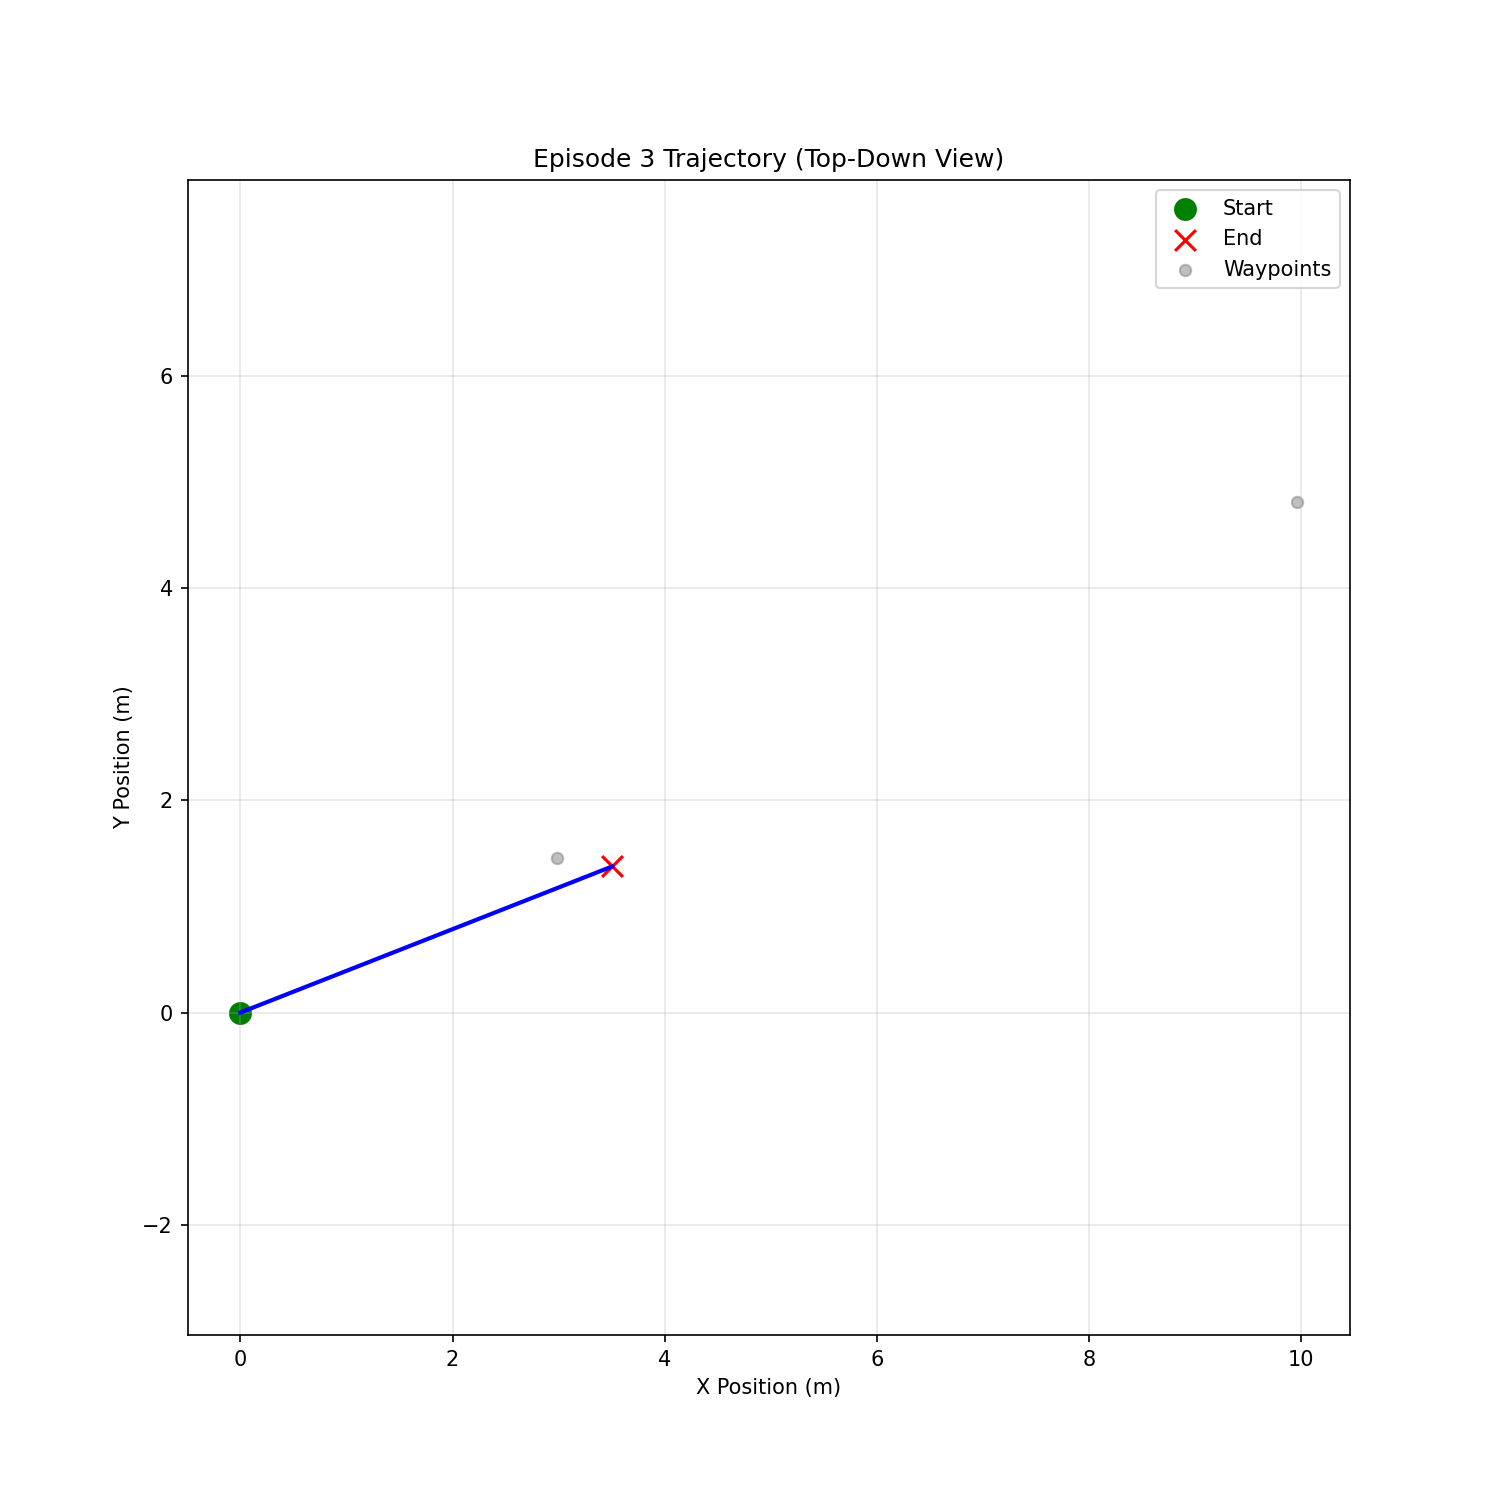 Episode 3 Trajectory (Top-Down View)
Start
End
Waypoints
6
4
2
0
−2
Y Position (m)
0 2 4 6 8 10
X Position (m)